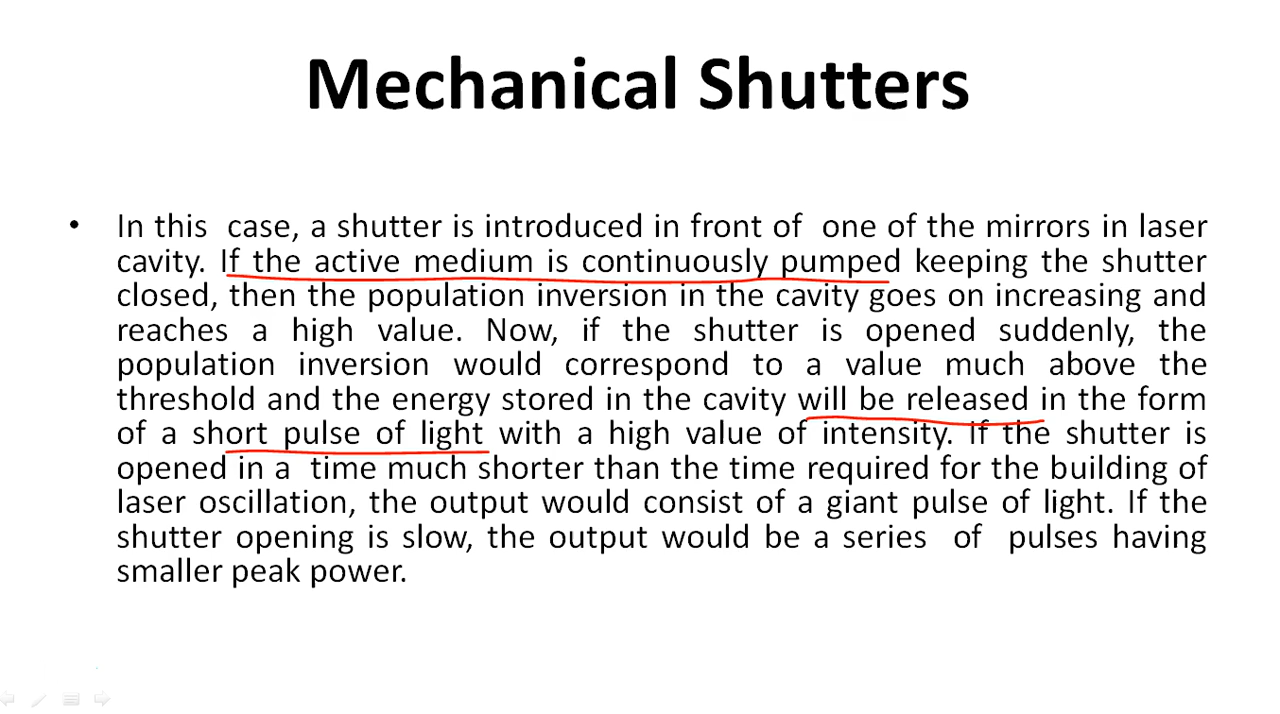 Mechanical Shutters
• In this case, a shutter is introduced in front of one of the mirrors in laser
cavity. If the active medium is continuously pumped keeping the shutter
closed, then the population inversion in the cavity goes on increasing and
reaches a high value. Now, if the shutter is opened suddenly, the
population inversion would correspond to a value much above the
threshold and the energy stored in the cavity will be released in the form
of a short pulse of light with a high value of intensity. If the shutter is
opened in a time much shorter than the time required for the building of
laser oscillation, the output would consist of a giant pulse of light. If the
shutter opening is slow, the output would be a series of pulses having
smaller peak power.